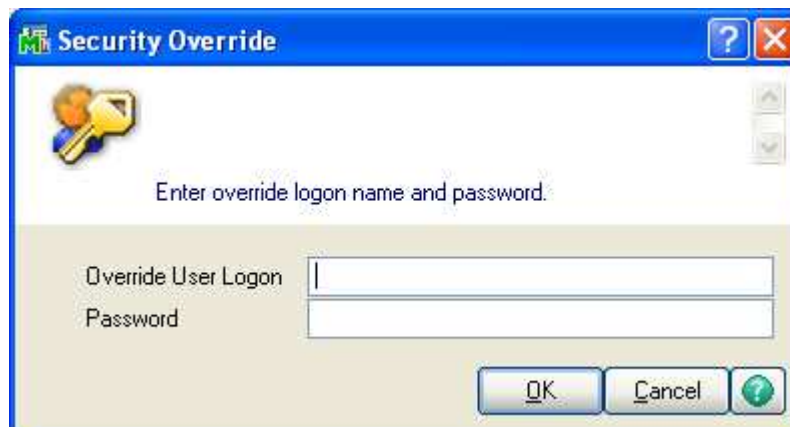 Security Override
Enter override logon name and password.
Override User Logon
Password
OK
Cancel